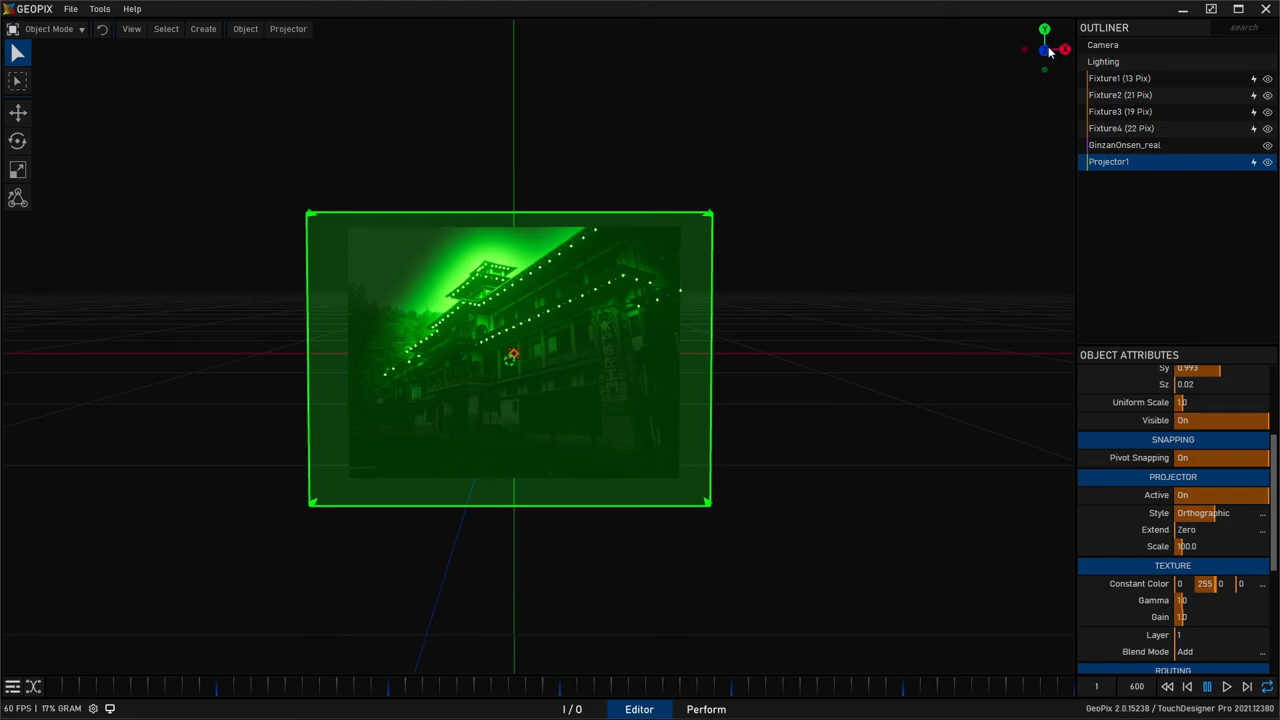 GEOPIX File Tools Help
Object Mode View Select Create Object Projector
Y
X
OUTLINER search
Camera
Lighting
Fixture1 (13 Pix)
Fixture2 (21 Pix)
Fixture3 (19 Pix)
Fixture4 (22 Pix)
GinzanOnsen_real
Projector1
OBJECT ATTRIBUTES
Sy 0.993
Sz 0.02
Uniform Scale 1.0
Visible On
SNAPPING
Pivot Snapping On
PROJECTOR
Active On
Style Orthographic ...
Extend Zero ...
Scale 100.0
TEXTURE
Constant Color 0 255 0 0 ...
Gamma 1.0
Gain 1.0
Layer 1
Blend Mode Add ...
ROUTING
1 600
60 FPS | 17% GRAM I / O Editor Perform GeoPix 2.0.15238 / TouchDesigner Pro 2021.12380